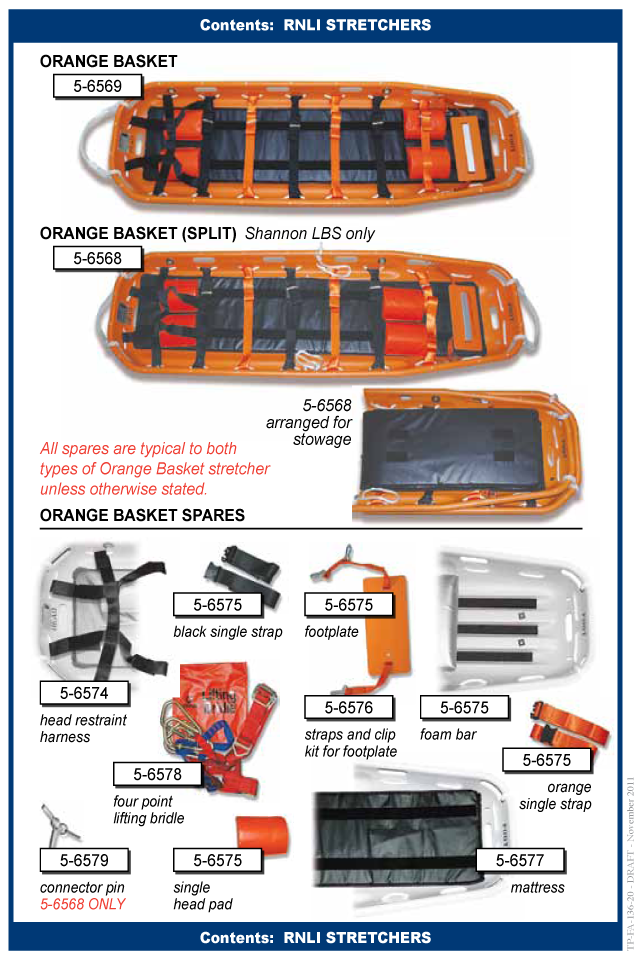 Contents: RNLI STRETCHERS
ORANGE BASKET
5-6569
ORANGE BASKET (SPLIT) Shannon LBS only
5-6568
5-6568
arranged for
stowage
All spares are typical to both
types of Orange Basket stretcher
unless otherwise stated.
ORANGE BASKET SPARES
5-6575
black single strap
5-6575
footplate
5-6574
head restraint
harness
5-6576
straps and clip
kit for footplate
5-6575
foam bar
Lifting
Bridle
5-6578
four point
lifting bridle
5-6575
orange
single strap
5-6579
connector pin
5-6568 ONLY
5-6575
single
head pad
5-6577
mattress
Contents: RNLI STRETCHERS
TP-FA-136-20 - DRAFT - November 2011